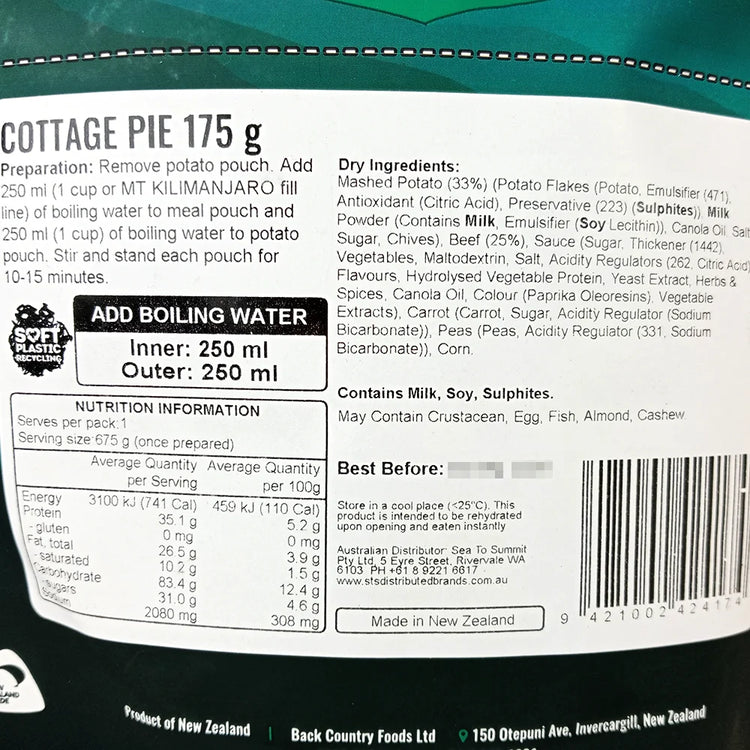 COTTAGE PIE 175 g
Preparation: Remove potato pouch. Add
250 ml (1 cup or MT KILIMANJARO fill
line) of boiling water to meal pouch and
250 ml (1 cup) of boiling water to potato
pouch. Stir and stand each pouch for
10-15 minutes.
SOFT
PLASTIC
RECYCLING
ADD BOILING WATER
Inner: 250 ml
Outer: 250 ml
NUTRITION INFORMATION
Serves per pack:1
Serving size:675 g (once prepared)
Average Quantity per Serving Average Quantity per 100g
Energy 3100 kJ (741 Cal) 459 kJ (110 Cal)
Protein 35.1 g 5.2 g
- gluten 0 mg 0 mg
Fat, total 26.5 g 3.9 g
- saturated 10.2 g 1.5 g
Carbohydrate 83.4 g 12.4 g
- sugars 31.0 g 4.6 g
Sodium 2080 mg 308 mg
Dry Ingredients:
Mashed Potato (33%) (Potato Flakes (Potato, Emulsifier (471),
Antioxidant (Citric Acid), Preservative (223) (Sulphites)), Milk
Powder (Contains Milk, Emulsifier (Soy Lecithin)), Canola Oil, Salt
Sugar, Chives), Beef (25%), Sauce (Sugar, Thickener (1442),
Vegetables, Maltodextrin, Salt, Acidity Regulators (262, Citric Acid)
Flavours, Hydrolysed Vegetable Protein, Yeast Extract, Herbs &
Spices, Canola Oil, Colour (Paprika Oleoresins), Vegetable
Extracts), Carrot (Carrot, Sugar, Acidity Regulator (Sodium
Bicarbonate)), Peas (Peas, Acidity Regulator (331, Sodium
Bicarbonate)), Corn.
Contains Milk, Soy, Sulphites.
May Contain Crustacean, Egg, Fish, Almond, Cashew
Best Before:
Store in a cool place (<25°C). This
product is intended to be rehydrated
upon opening and eaten instantly
Australian Distributor: Sea To Summit
Pty Ltd, 5 Eyre Street, Rivervale WA
6103 PH +61 8 9221 6617
www.stsdistributedbrands.com.au
Made in New Zealand
9 421002 424174
Product of New Zealand | Back Country Foods Ltd 150 Otepuni Ave, Invercargill, New Zealand